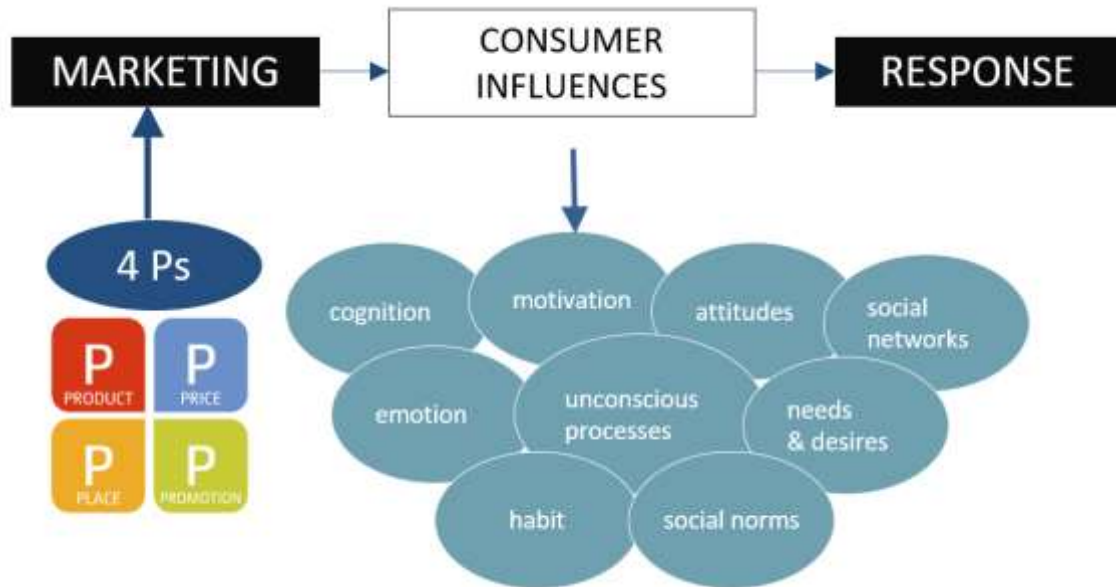 MARKETING
CONSUMER
INFLUENCES
RESPONSE
4 Ps
P
PRODUCT
P
PRICE
P
PLACE
P
PROMOTION
cognition
motivation
attitudes
social
networks
emotion
unconscious
processes
needs
& desires
habit
social norms